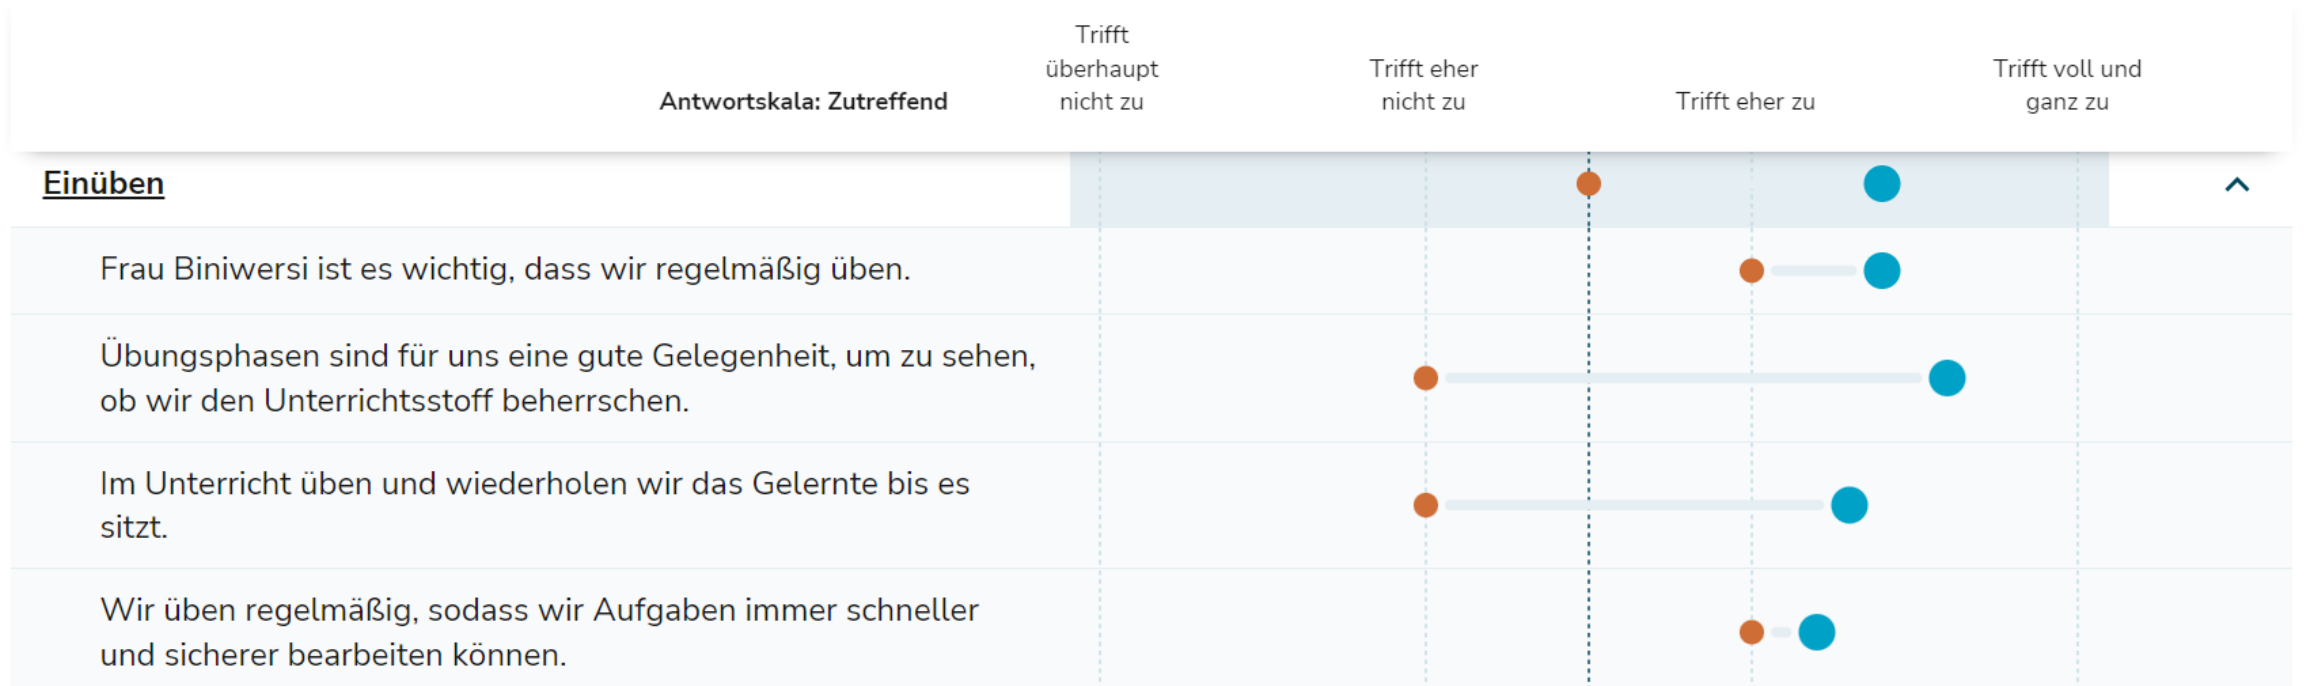 Trifft
überhaupt
nicht zu
Trifft eher
nicht zu
Trifft eher zu
Trifft voll und
ganz zu
Antwortskala: Zutreffend
Einüben
Frau Biniwersi ist es wichtig, dass wir regelmäßig üben.
Übungsphasen sind für uns eine gute Gelegenheit, um zu sehen,
ob wir den Unterrichtsstoff beherrschen.
Im Unterricht üben und wiederholen wir das Gelernte bis es
sitzt.
Wir üben regelmäßig, sodass wir Aufgaben immer schneller
und sicherer bearbeiten können.